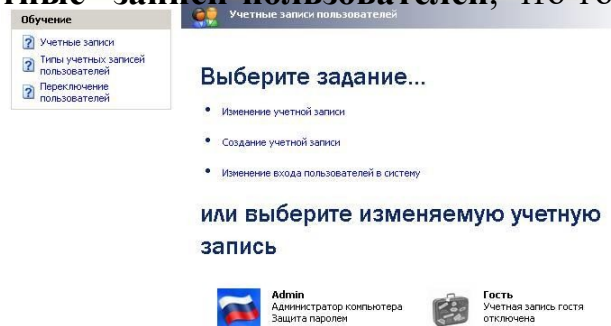 записей пользователей,
Обучение
Учетные записи
Типы учетных записей
пользователей
Переключение
пользователей
Учетные записи пользователей
Выберите задание...
Изменение учетной записи
Создание учетной записи
Изменение входа пользователей в систему
или выберите изменяемую учетную
запись
Admin
Администратор компьютера
Защита паролем
Гость
Учетная запись гостя
отключена